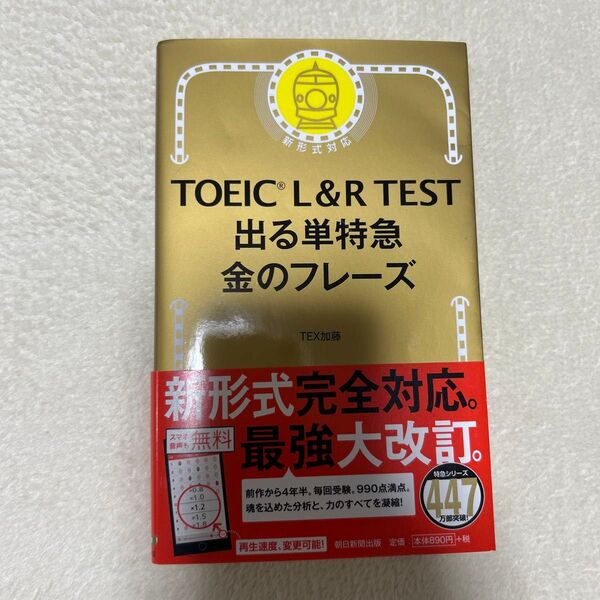 新形式対応
TOEIC® L&R TEST
出る単特急
金のフレーズ
TEX加藤
新形式完全対応。
スマホ
音声も
無料
最強大改訂。
×1.0
×1.2
×1.5
前作から4年半。毎回受験。990点満点。
魂を込めた分析と、力のすべてを凝縮!
特急シリーズ
447
万部突破!
再生速度、変更可能!
朝日新聞出版 定価:本体890円+税